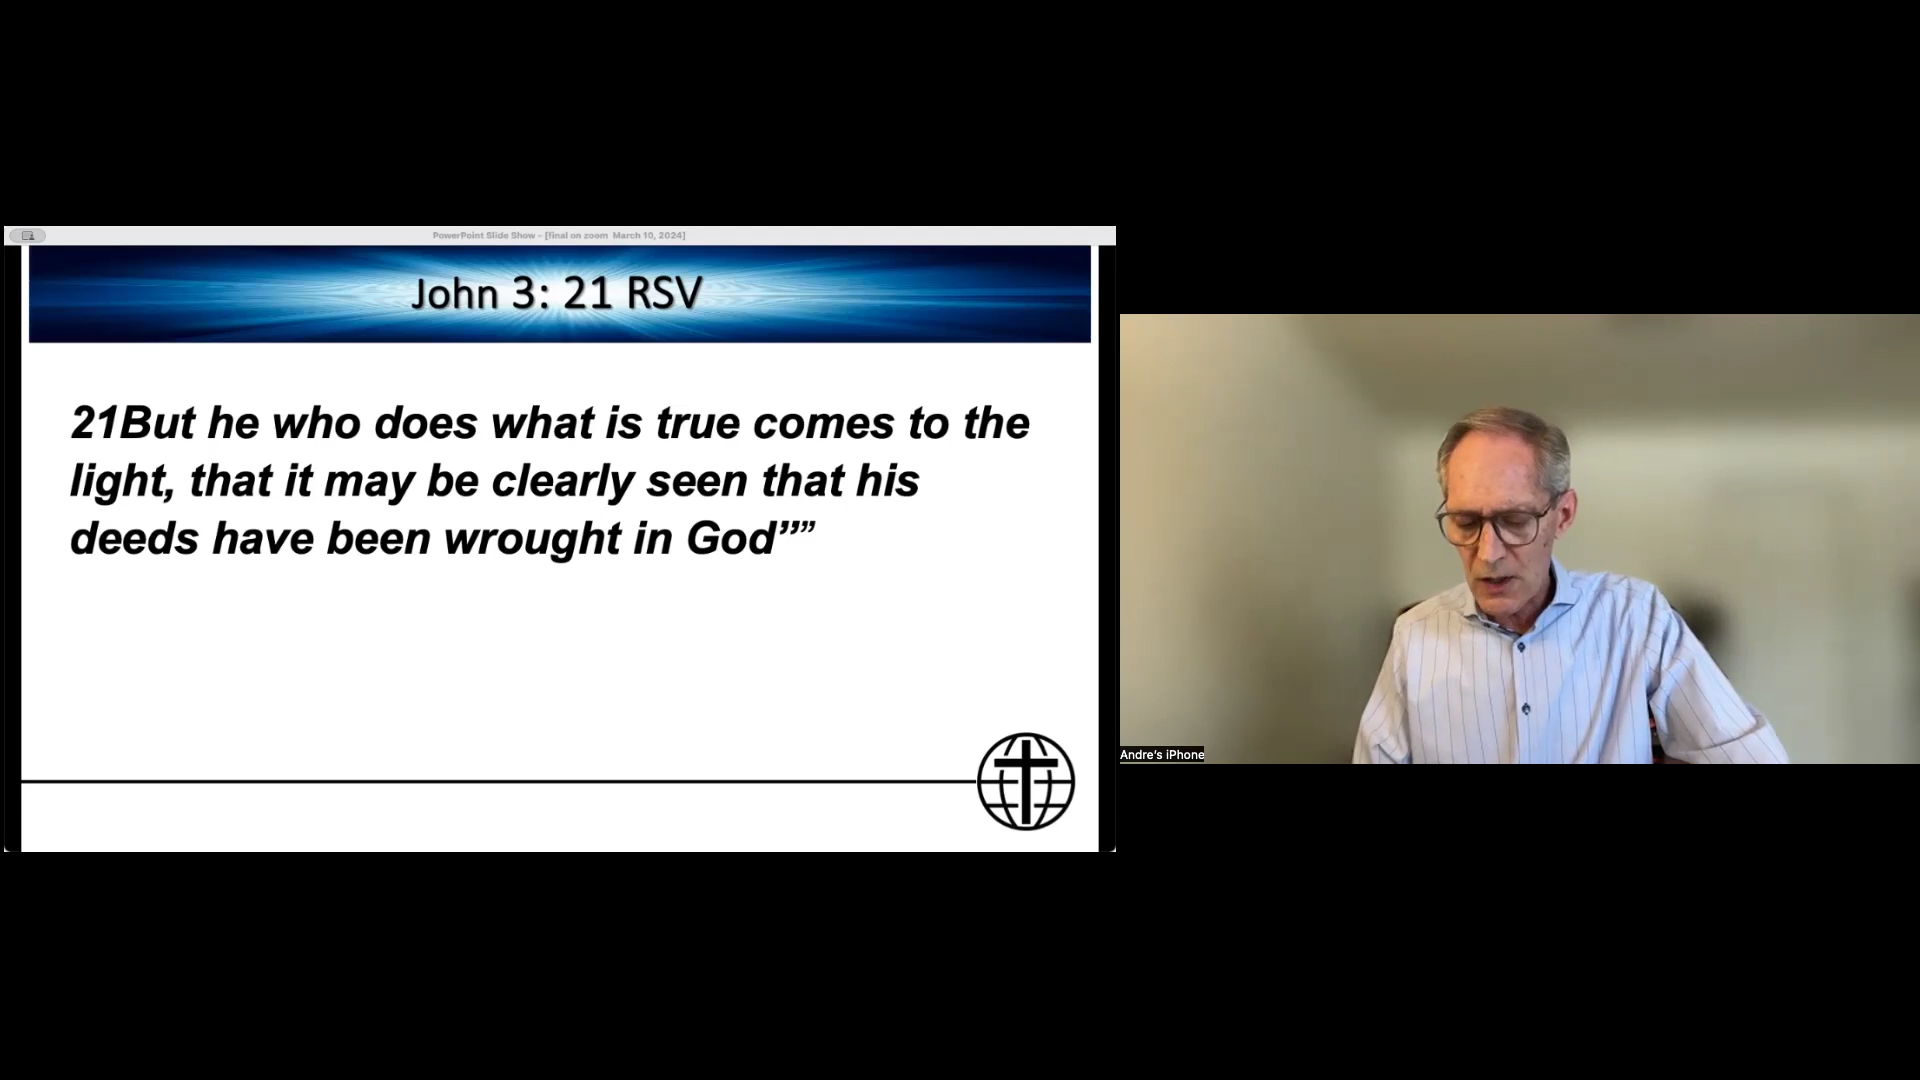 PowerPoint Slide Show - [final on zoom  March 10, 2024]
John 3: 21 RSV
21But he who does what is true comes to the
light, that it may be clearly seen that his
deeds have been wrought in God””
Andre's iPhone